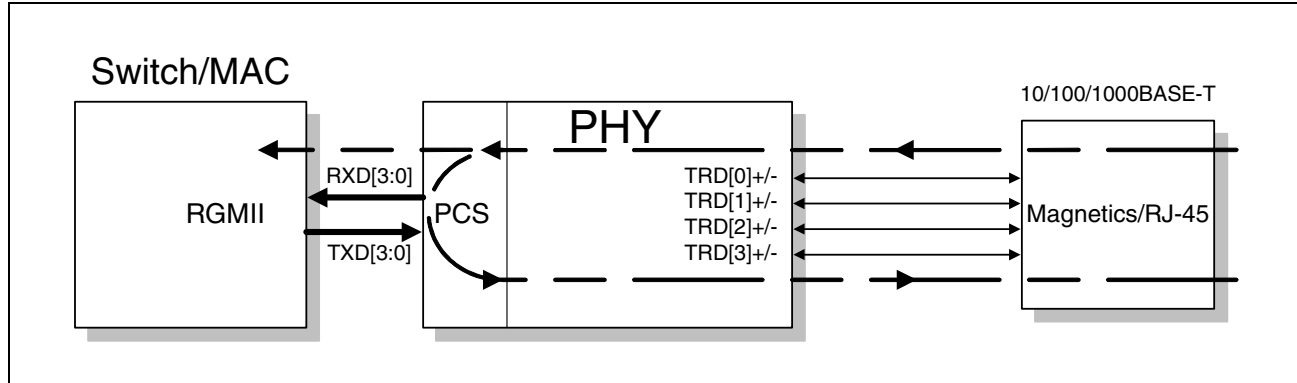 Switch/MAC
10/100/1000BASE-T
PHY
RXD[3:0]
TRD[0]+/-
TRD[1]+/-
RGMII
PCS
Magnetics/RJ-45
TRD[2]+/-
TXD[3:0]
TRD[3]+/-